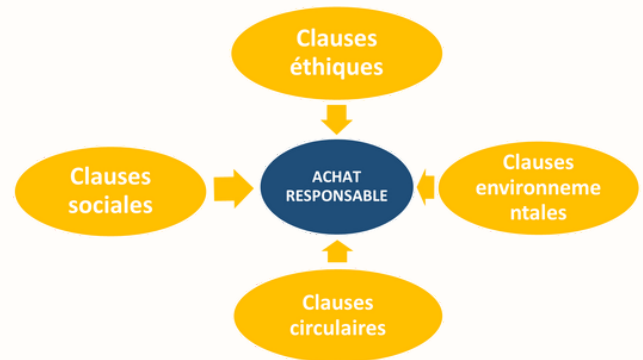 Clauses
éthiques
Clauses
sociales
ACHAT
RESPONSABLE
Clauses
environneme
ntales
Clauses
circulaires